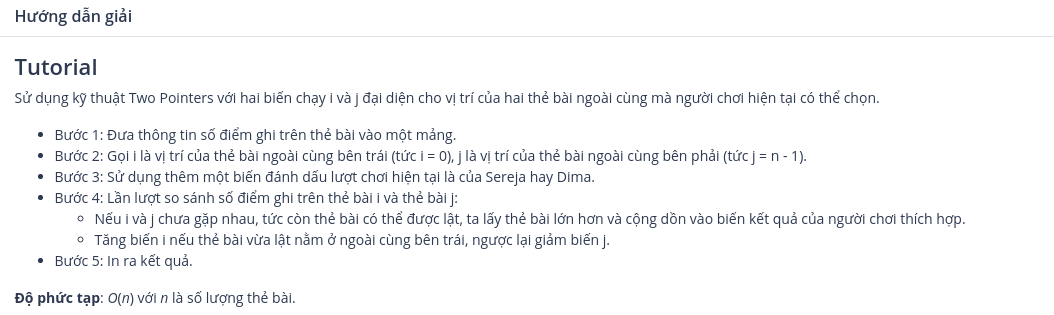 Hướng dẫn giải
Tutorial
Sử dụng kỹ thuật Two Pointers với hai biến chạy i và j đại diện cho vị trí của hai thẻ bài ngoài cùng mà người chơi hiện tại có thể chọn.
• Bước 1: Đưa thông tin số điểm ghi trên thẻ bài vào một mảng.
• Bước 2: Gọi i là vị trí của thẻ bài ngoài cùng bên trái (tức i = 0), j là vị trí của thẻ bài ngoài cùng bên phải (tức j = n - 1).
• Bước 3: Sử dụng thêm một biến đánh dấu lượt chơi hiện tại là của Sereja hay Dima.
• Bước 4: Lần lượt so sánh số điểm ghi trên thẻ bài i và thẻ bài j:
◦ Nếu i và j chưa gặp nhau, tức còn thẻ bài có thể được lật, ta lấy thẻ bài lớn hơn và cộng dồn vào biến kết quả của người chơi thích hợp.
◦ Tăng biến i nếu thẻ bài vừa lật nằm ở ngoài cùng bên trái, ngược lại giảm biến j.
• Bước 5: In ra kết quả.
Độ phức tạp: O(n) với n là số lượng thẻ bài.